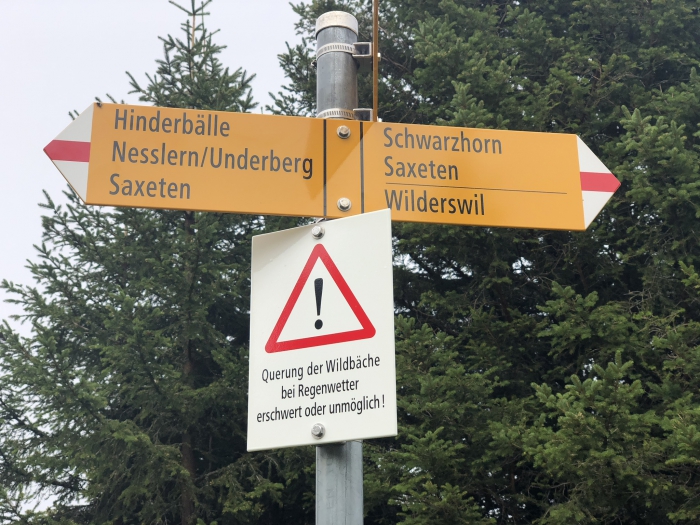 Hinderbälle
Nesslern/Underberg
Saxeten
Schwarzhorn
Saxeten
Wilderswil
Querung der Wildbäche
bei Regenwetter
erschwert oder unmöglich!